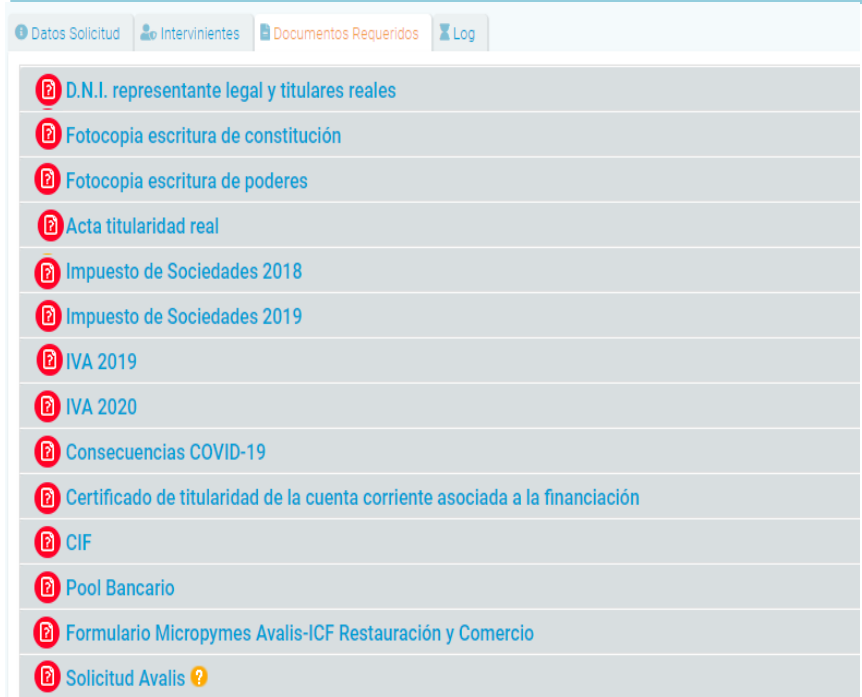 Datos Solicitud Intervinientes Documentos Requeridos Log
D.N.I. representante legal y titulares reales
Fotocopia escritura de constitución
Fotocopia escritura de poderes
Acta titularidad real
Impuesto de Sociedades 2018
Impuesto de Sociedades 2019
IVA 2019
IVA 2020
Consecuencias COVID-19
Certificado de titularidad de la cuenta corriente asociada a la financiación
CIF
Pool Bancario
Formulario Micropymes Avalis-ICF Restauración y Comercio
Solicitud Avalis ?